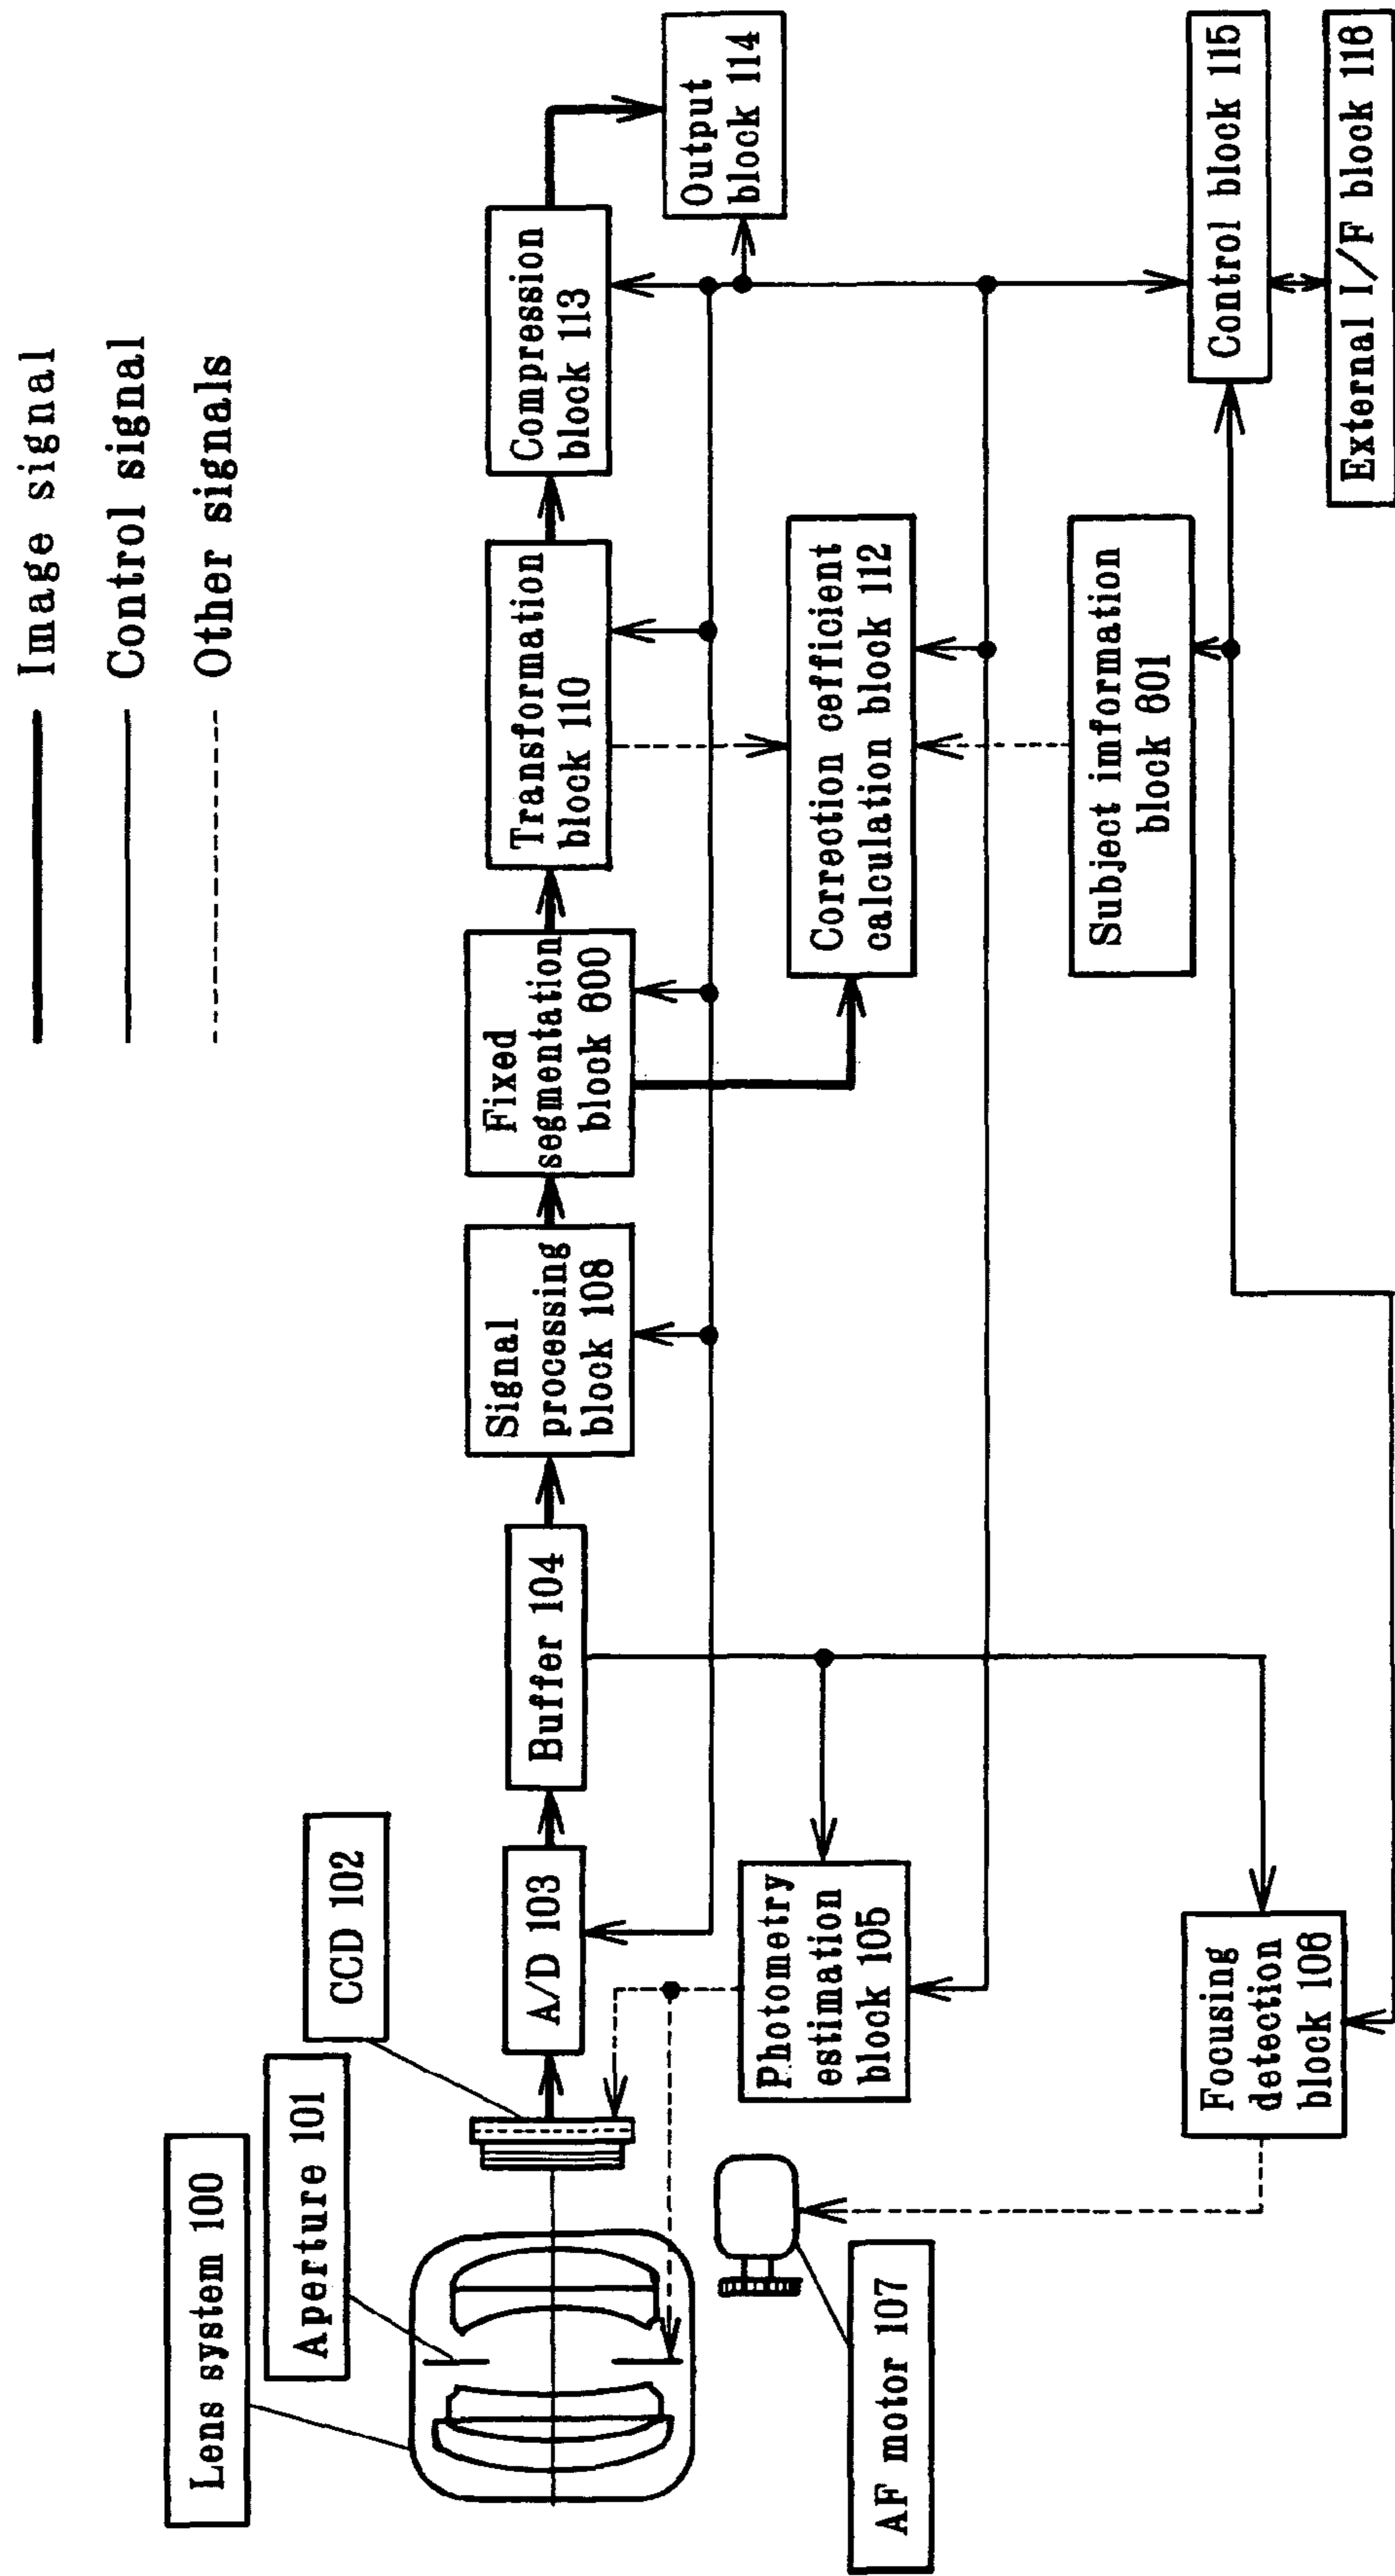 Image signal
Control signal
Other signals
Lens system 100
Aperture 101
CCD 102
A/D 103
Buffer 104
Signal
processing
block 108
Fixed
segmentation
block 600
Transformation
block 110
Compression
block 113
Output
block 114
Photometry
estimation
block 105
Correction cefficient
calculation block 112
AF motor 107
Focusing
detection
block 106
Subject imformation
block 601
Control block 115
External I/F block 116